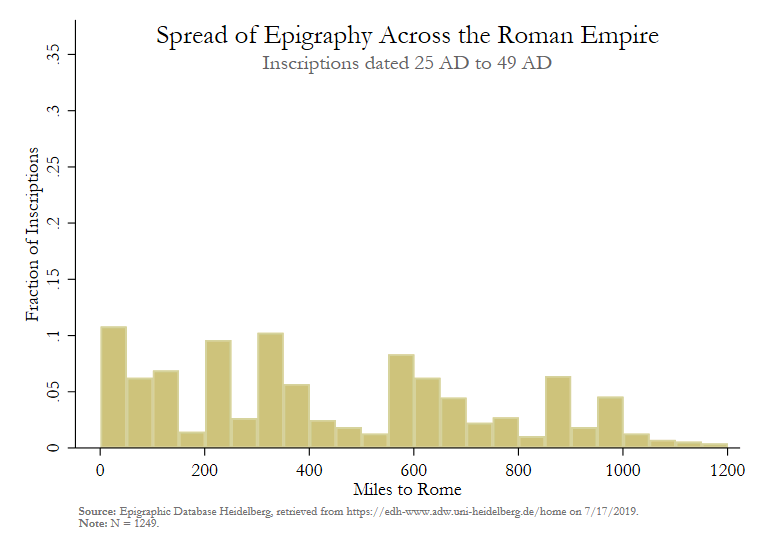 Spread of Epigraphy Across the Roman Empire
Inscriptions dated 25 AD to 49 AD
Fraction of Inscriptions
.35
.3
.25
.2
.15
.1
.05
0
0 200 400 600 800 1000 1200
Miles to Rome
Source: Epigraphic Database Heidelberg, retrieved from https://edh-www.adw.uni-heidelberg.de/home on 7/17/2019.
Note: N = 1249.